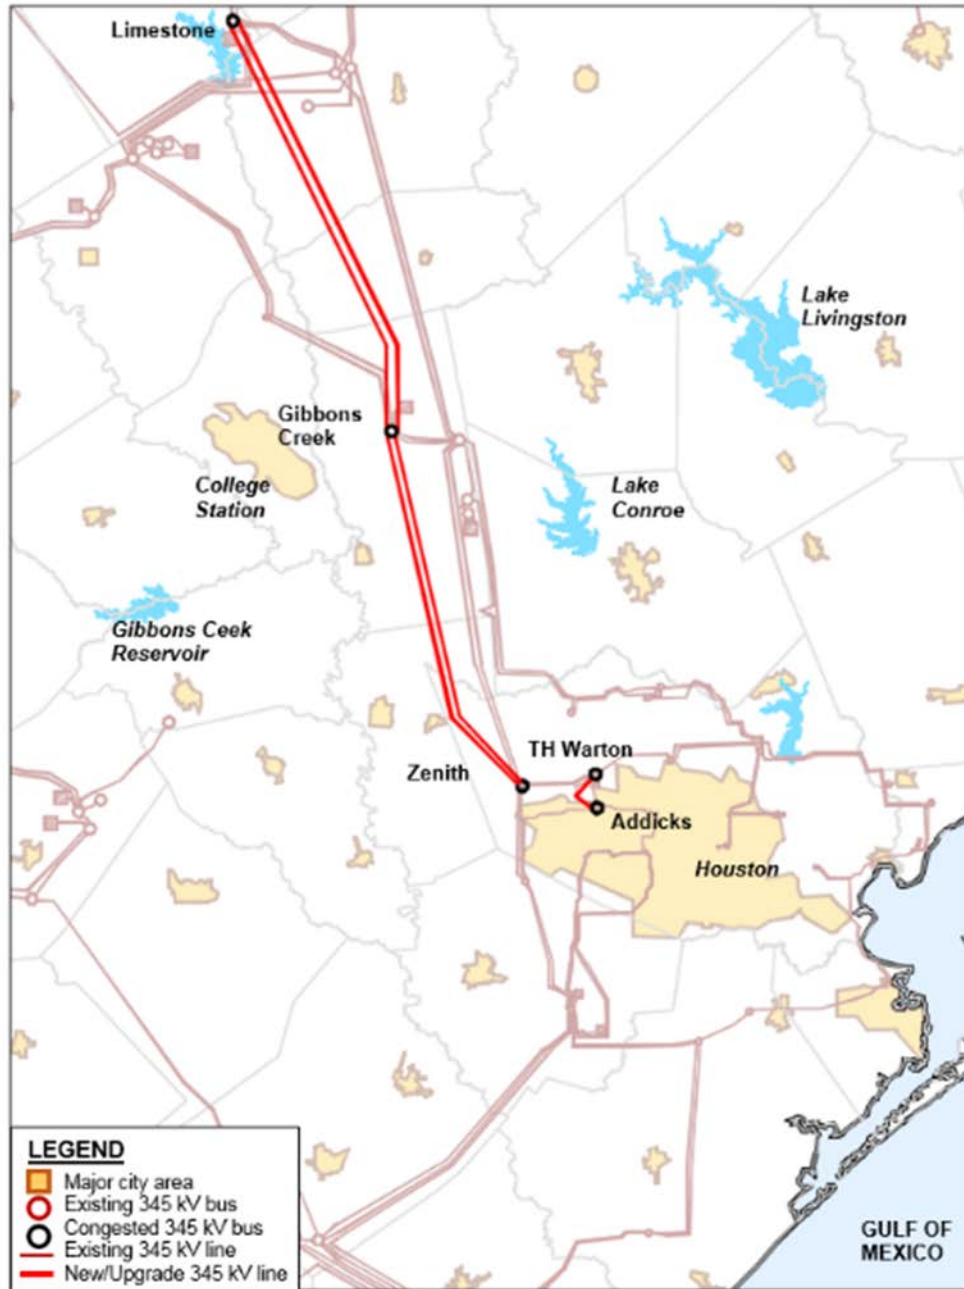 Limestone
Lake
Livingston
Gibbons
Creek
College
Station
Lake
Conroe
Gibbons Ceek
Reservoir
TH Warton
Zenith
Addicks
Houston
LEGEND
Major city area
Existing 345 kV bus
Congested 345 kV bus
Existing 345 kV line
New/Upgrade 345 kV line
GULF OF
MEXICO